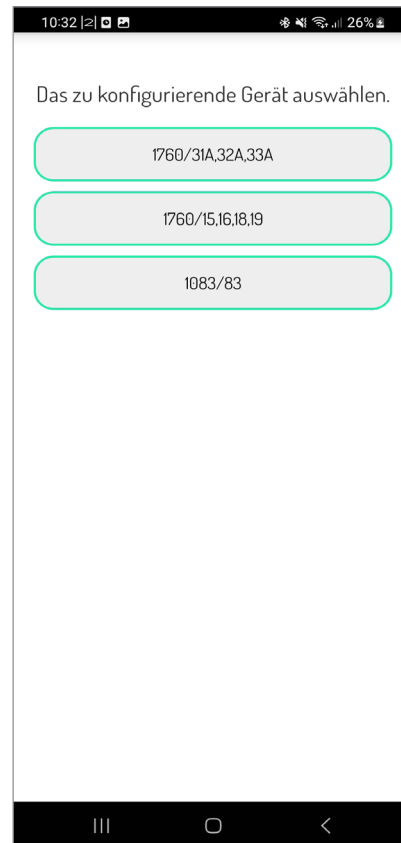 10:32 |2| 26%
Das zu konfigurierende Gerät auswählen.
1760/31A,32A,33A
1760/15,16,18,19
1083/83